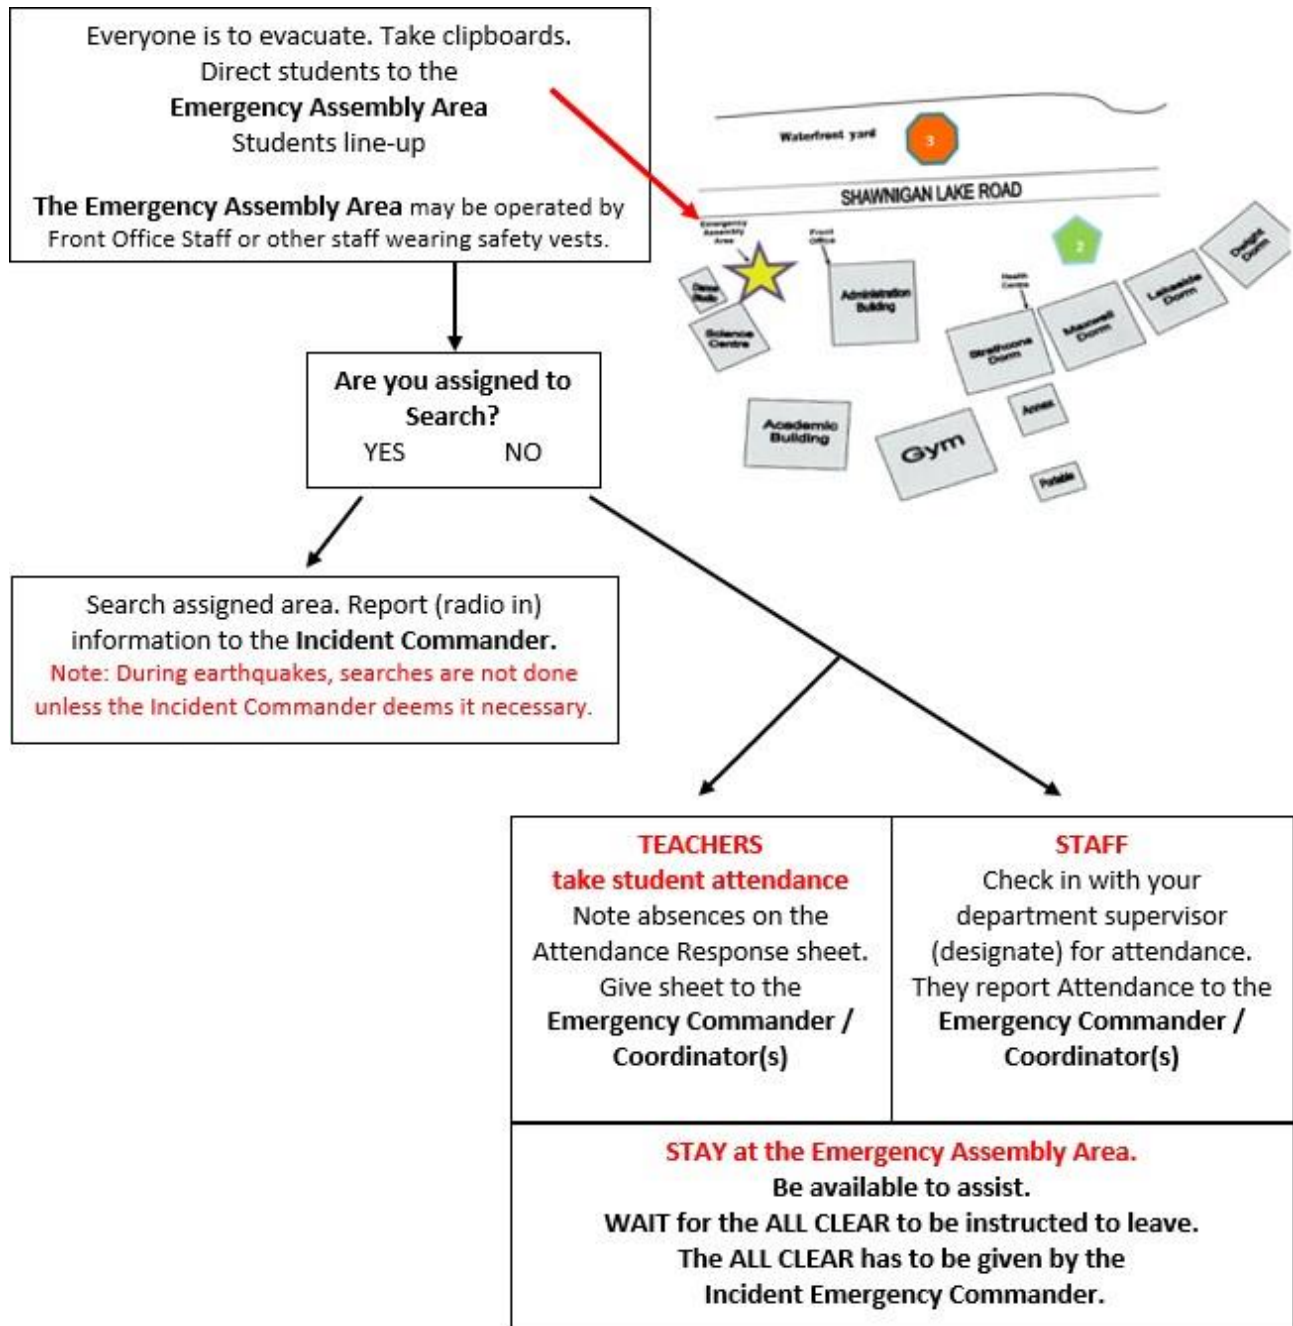 Everyone is to evacuate. Take clipboards.
Direct students to the
Emergency Assembly Area
Students line-up
The Emergency Assembly Area may be operated by
Front Office Staff or other staff wearing safety vests.
Waterfront yard
3
SHAWNIGAN LAKE ROAD
Emergency
Assembly
Area
Front
Office
2
Dance
Studio
Science
Centre
Administration
Building
Health
Centre
Strathcona
Dorm
Maxwell
Dorm
Lakeside
Dorm
Dwight
Dorm
Academic
Building
Gym
Annex
Portable
Are you assigned to
Search?
YES NO
Search assigned area. Report (radio in)
information to the Incident Commander.
Note: During earthquakes, searches are not done
unless the Incident Commander deems it necessary.
TEACHERS
take student attendance
Note absences on the
Attendance Response sheet.
Give sheet to the
Emergency Commander /
Coordinator(s)
STAFF
Check in with your
department supervisor
(designate) for attendance.
They report Attendance to the
Emergency Commander /
Coordinator(s)
STAY at the Emergency Assembly Area.
Be available to assist.
WAIT for the ALL CLEAR to be instructed to leave.
The ALL CLEAR has to be given by the
Incident Emergency Commander.